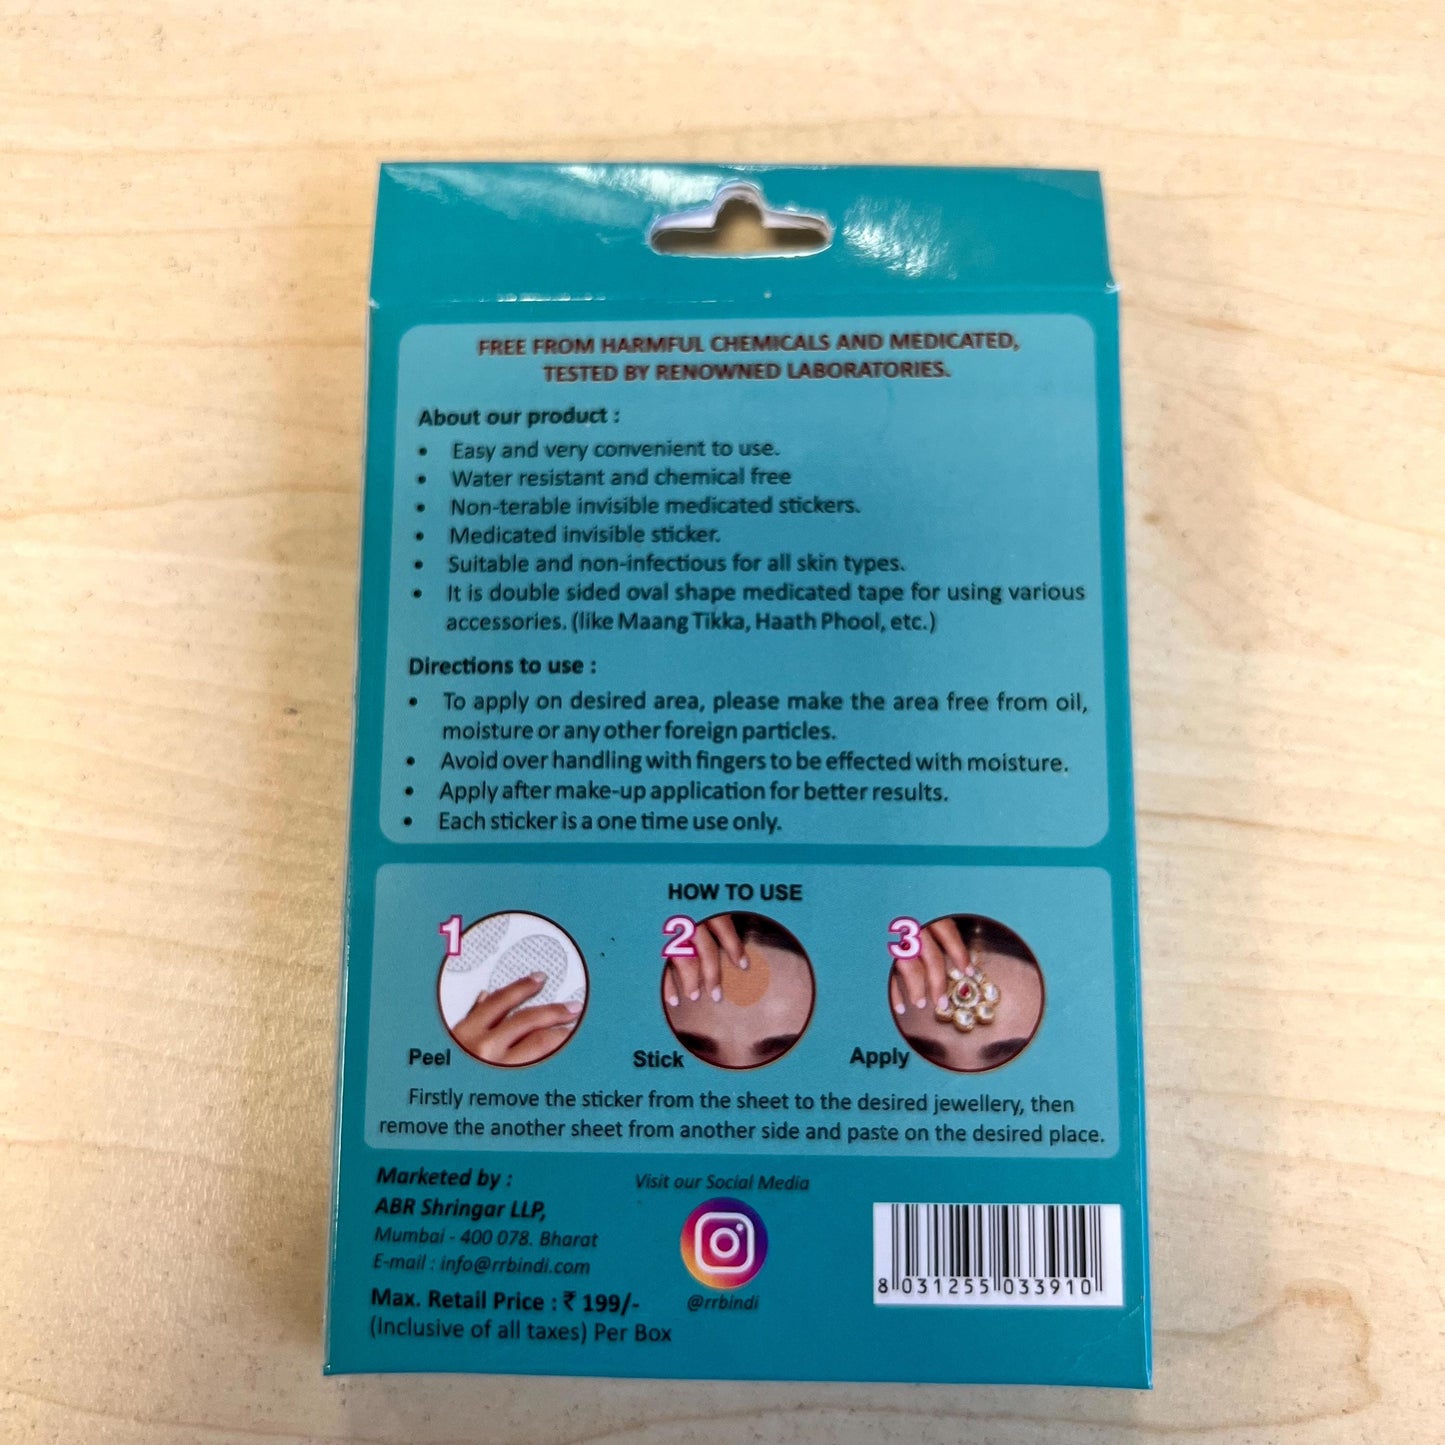 FREE FROM HARMFUL CHEMICALS AND MEDICATED,
TESTED BY RENOWNED LABORATORIES.
About our product :
• Easy and very convenient to use.
• Water resistant and chemical free
• Non-terable invisible medicated stickers.
• Medicated invisible sticker.
• Suitable and non-infectious for all skin types.
• It is double sided oval shape medicated tape for using various
accessories. (like Maang Tikka, Haath Phool, etc.)
Directions to use :
• To apply on desired area, please make the area free from oil,
moisture or any other foreign particles.
• Avoid over handling with fingers to be effected with moisture.
• Apply after make-up application for better results.
• Each sticker is a one time use only.
HOW TO USE
1 2 3
Peel Stick Apply
Firstly remove the sticker from the sheet to the desired jewellery, then
remove the another sheet from another side and paste on the desired place.
Marketed by :
ABR Shringar LLP,
Mumbai - 400 078. Bharat
E-mail : info@rrbindi.com
Max. Retail Price : ₹ 199/-
(Inclusive of all taxes) Per Box
Visit our Social Media
@rrbindi
8 031255 033910